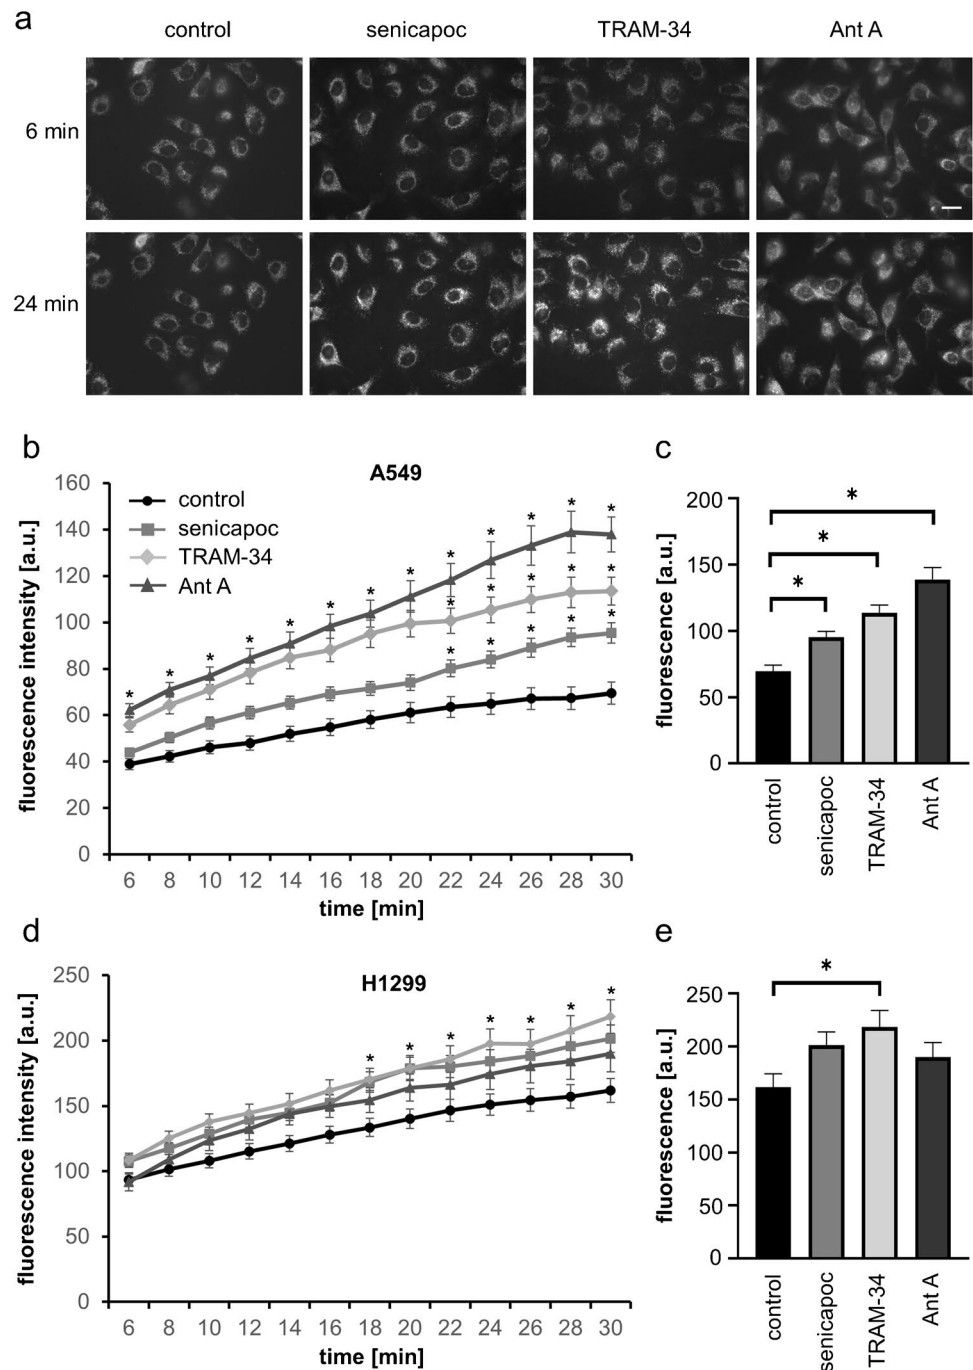 a
control senicapoc TRAM-34 Ant A
6 min
24 min
b
A549
fluorescence intensity [a.u.]
160
140
120
100
80
60
40
20
0
control
senicapoc
TRAM-34
Ant A
* * * * * * * * * * * * *
* * * * *
* * * * *
6 8 10 12 14 16 18 20 22 24 26 28 30
time [min]
c
fluorescence [a.u.]
200
150
100
50
0
*
*
*
control
senicapoc
TRAM-34
Ant A
d
H1299
fluorescence intensity [a.u.]
250
200
150
100
50
0
* * * * * * *
6 8 10 12 14 16 18 20 22 24 26 28 30
time [min]
e
fluorescence [a.u.]
250
200
150
100
50
0
*
control
senicapoc
TRAM-34
Ant A